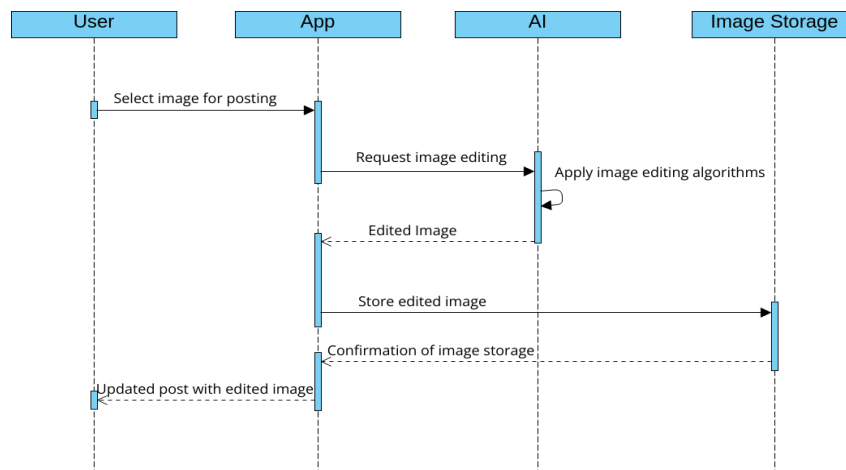 User
App
AI
Image Storage
Select image for posting
Request image editing
Apply image editing algorithms
Edited Image
Store edited image
Confirmation of image storage
Updated post with edited image